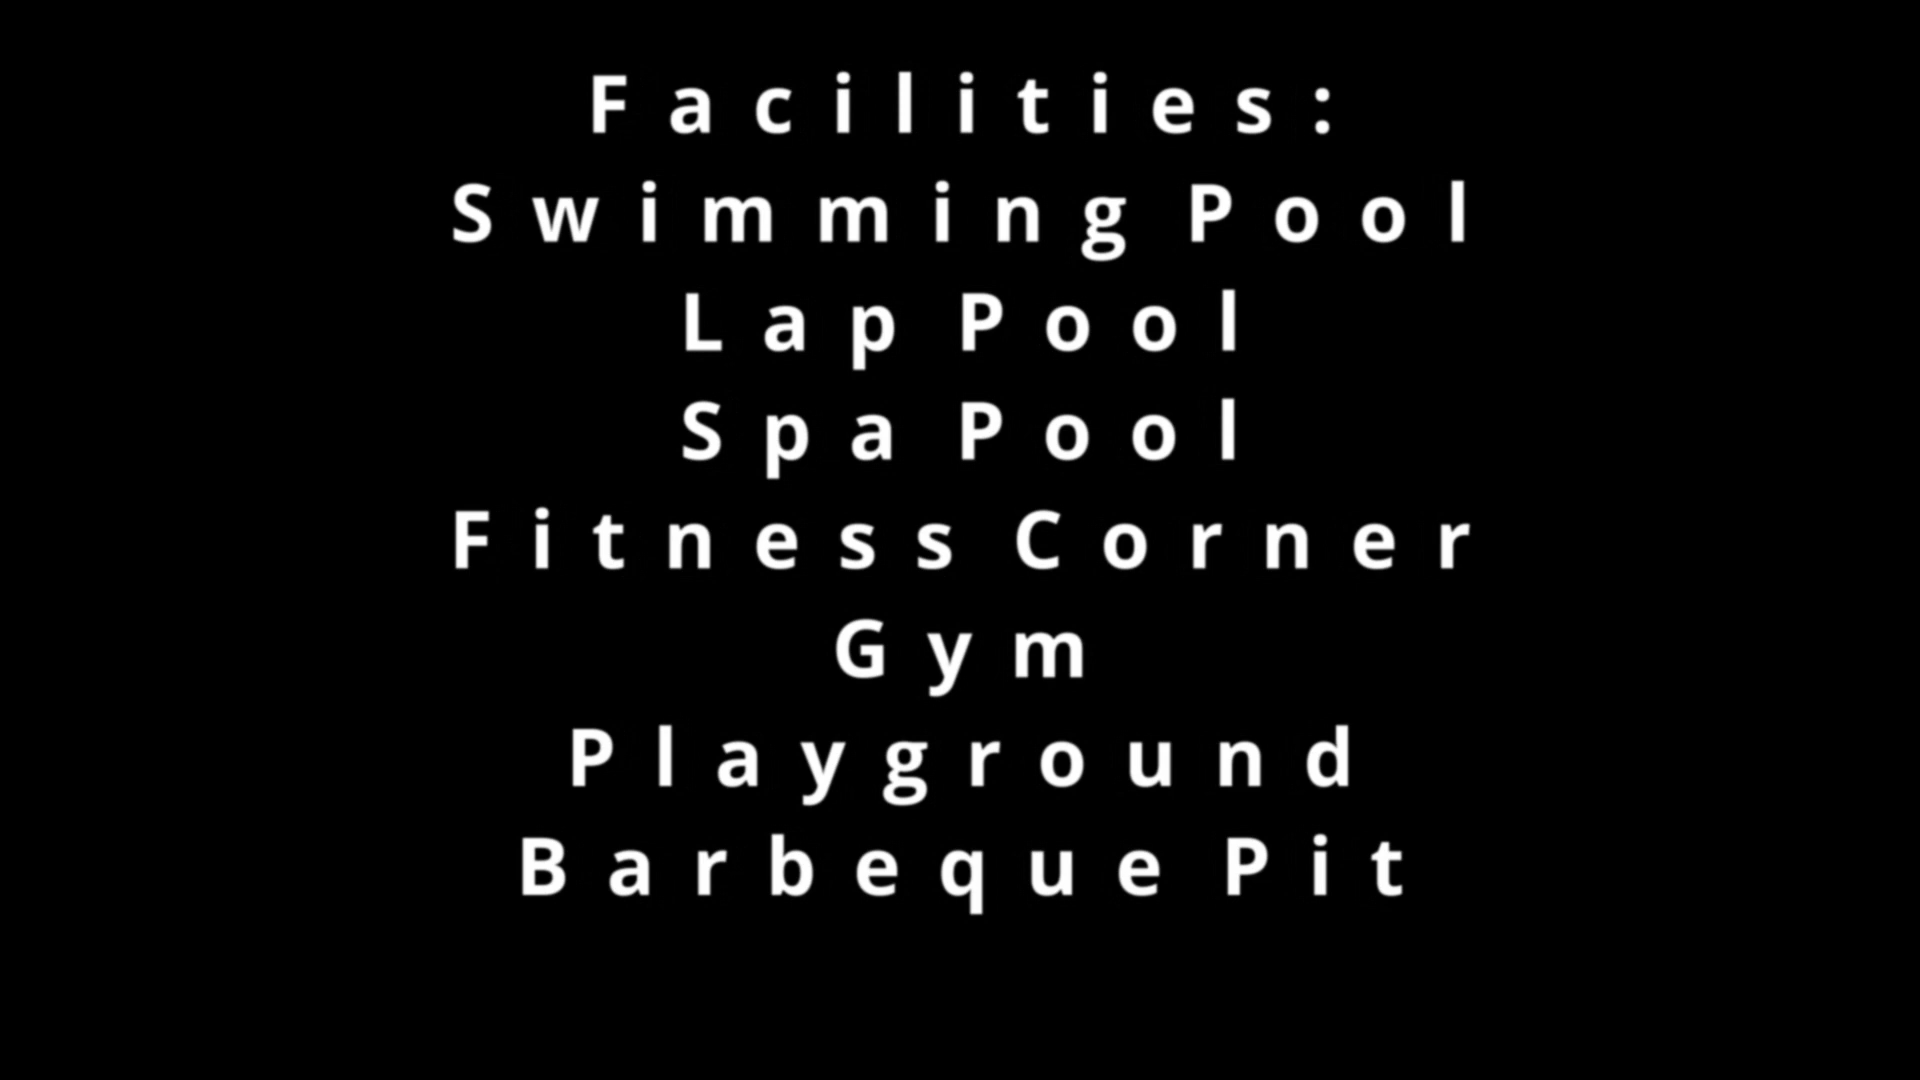 Facilities:
Swimming Pool
Lap Pool
Spa Pool
Fitness Corner
Gym
Playground
Barbeque Pit